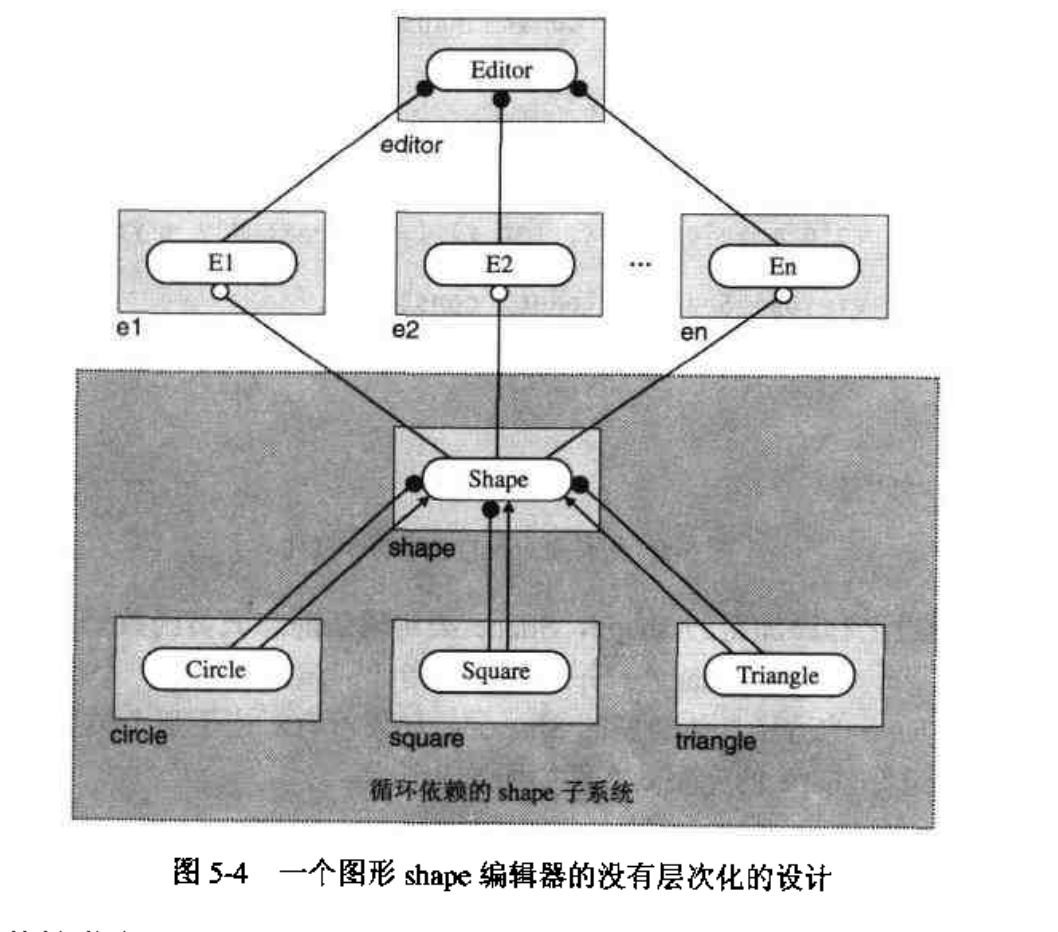 Editor
editor
E1
E2
...
En
e1
e2
en
Shape
shape
Circle
Square
Triangle
circle
square
triangle
循环依赖的 shape 子系统
图 5-4 一个图形 shape 编辑器的没有层次化的设计